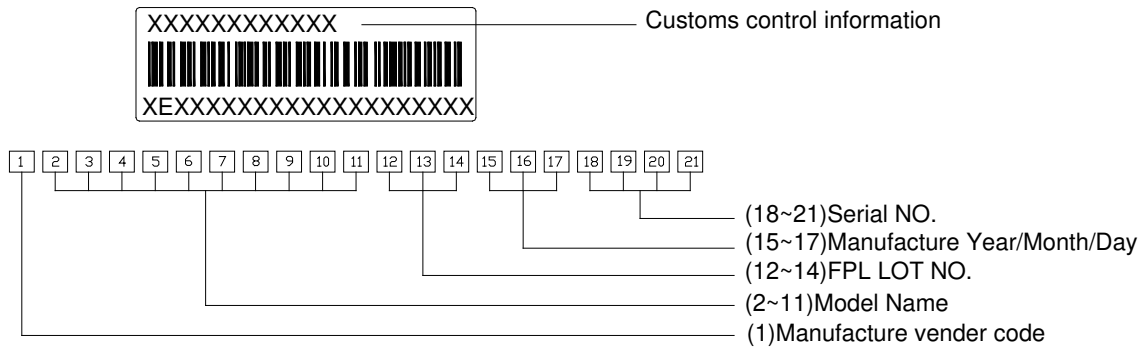 XXXXXXXXXXXX
Customs control information
XEXXXXXXXXXXXXXXXXXXX
1 2 3 4 5 6 7 8 9 10 11 12 13 14 15 16 17 18 19 20 21
(18~21)Serial NO.
(15~17)Manufacture Year/Month/Day
(12~14)FPL LOT NO.
(2~11)Model Name
(1)Manufacture vender code